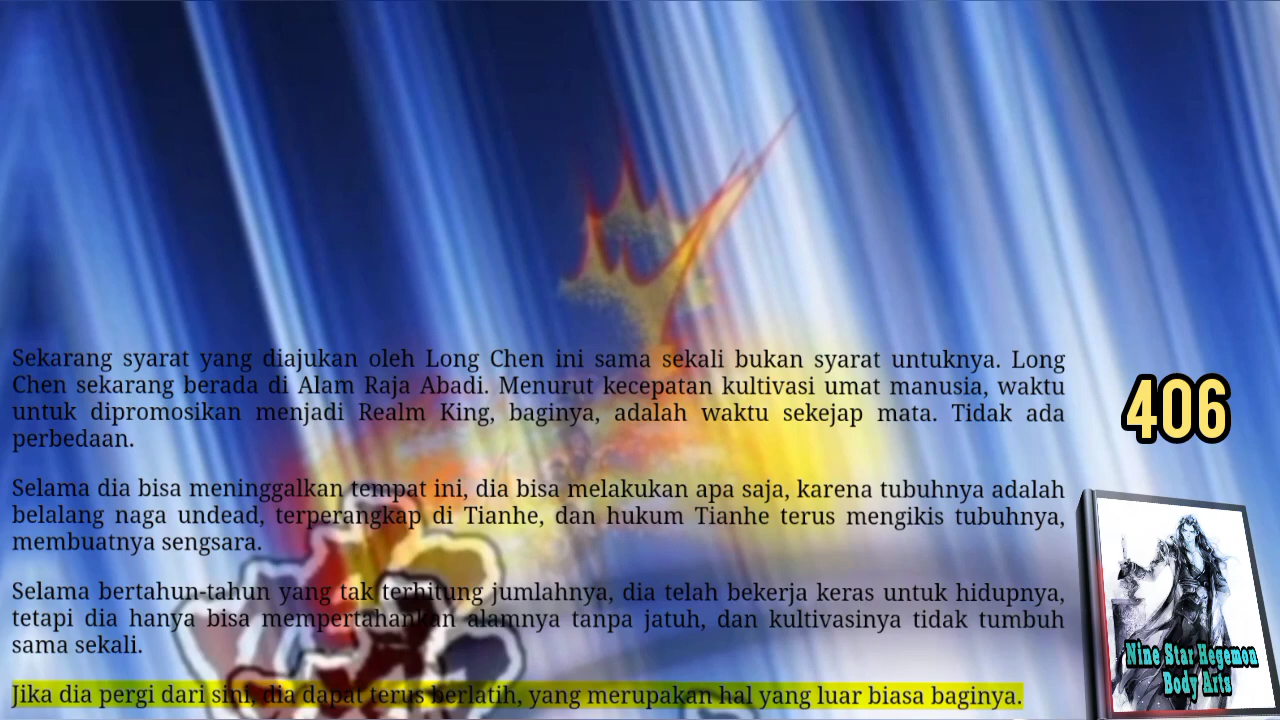 Sekarang syarat yang diajukan oleh Long Chen ini sama sekali bukan syarat untuknya. Long
Chen sekarang berada di Alam Raja Abadi. Menurut kecepatan kultivasi umat manusia, waktu
untuk dipromosikan menjadi Realm King, baginya, adalah waktu sekejap mata. Tidak ada
perbedaan.
Selama dia bisa meninggalkan tempat ini, dia bisa melakukan apa saja, karena tubuhnya adalah
belalang naga undead, terperangkap di Tianhe, dan hukum Tianhe terus mengikis tubuhnya,
membuatnya sengsara.
Selama bertahun-tahun yang tak terhitung jumlahnya, dia telah bekerja keras untuk hidupnya,
tetapi dia hanya bisa mempertahankan alamnya tanpa jatuh, dan kultivasinya tidak tumbuh
sama sekali.
Jika dia pergi dari sini, dia dapat terus berlatih, yang merupakan hal yang luar biasa baginya.
406
Nine Star Hegemon
Body Arts